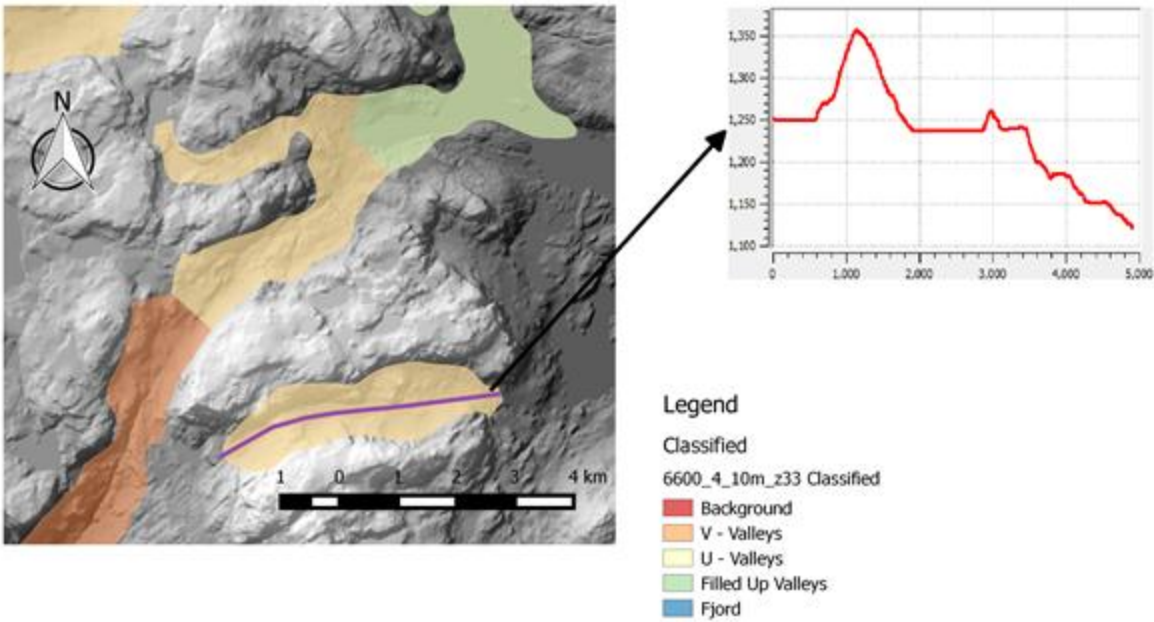 N
1 0 1 2 3 4 km
1,350
1,300
1,250
1,200
1,150
1,100
0 1,000 2,000 3,000 4,000 5,000
Legend
Classified
6600_4_10m_z33 Classified
Background
V - Valleys
U - Valleys
Filled Up Valleys
Fjord